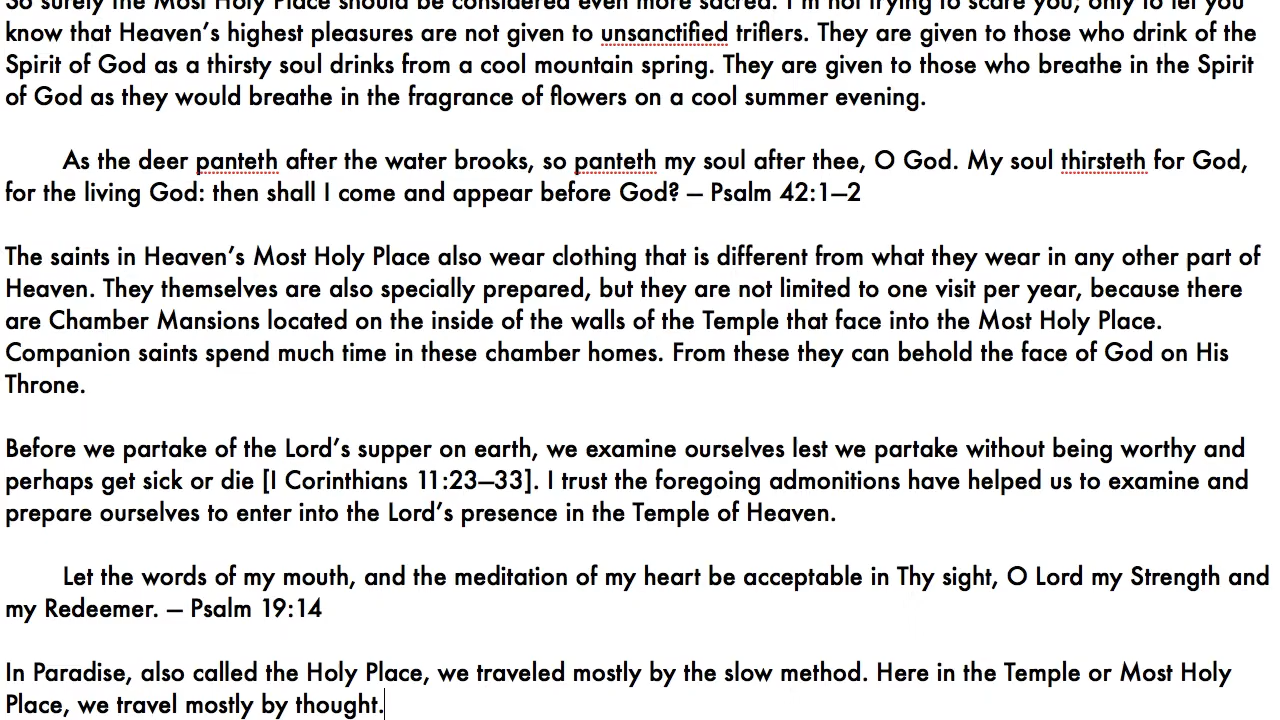 So surely the Most Holy Place should be considered even more sacred. I'm not trying to scare you; only to let you
know that Heaven's highest pleasures are not given to unsanctified triflers. They are given to those who drink of the
Spirit of God as a thirsty soul drinks from a cool mountain spring. They are given to those who breathe in the Spirit
of God as they would breathe in the fragrance of flowers on a cool summer evening.
As the deer panteth after the water brooks, so panteth my soul after thee, O God. My soul thirsteth for God,
for the living God: then shall I come and appear before God? — Psalm 42:1—2
The saints in Heaven's Most Holy Place also wear clothing that is different from what they wear in any other part of
Heaven. They themselves are also specially prepared, but they are not limited to one visit per year, because there
are Chamber Mansions located on the inside of the walls of the Temple that face into the Most Holy Place.
Companion saints spend much time in these chamber homes. From these they can behold the face of God on His
Throne.
Before we partake of the Lord's supper on earth, we examine ourselves lest we partake without being worthy and
perhaps get sick or die [I Corinthians 11:23—33]. I trust the foregoing admonitions have helped us to examine and
prepare ourselves to enter into the Lord's presence in the Temple of Heaven.
Let the words of my mouth, and the meditation of my heart be acceptable in Thy sight, O Lord my Strength and
my Redeemer. — Psalm 19:14
In Paradise, also called the Holy Place, we traveled mostly by the slow method. Here in the Temple or Most Holy
Place, we travel mostly by thought.